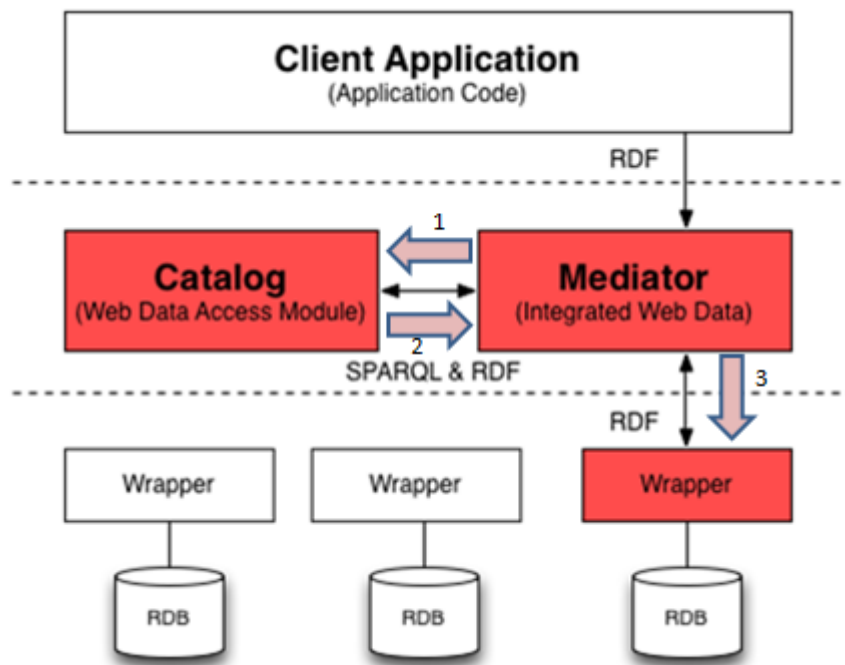 Client Application
(Application Code)
RDF
1
Catalog
(Web Data Access Module)
Mediator
(Integrated Web Data)
2
SPARQL & RDF
3
RDF
Wrapper
Wrapper
Wrapper
RDB
RDB
RDB